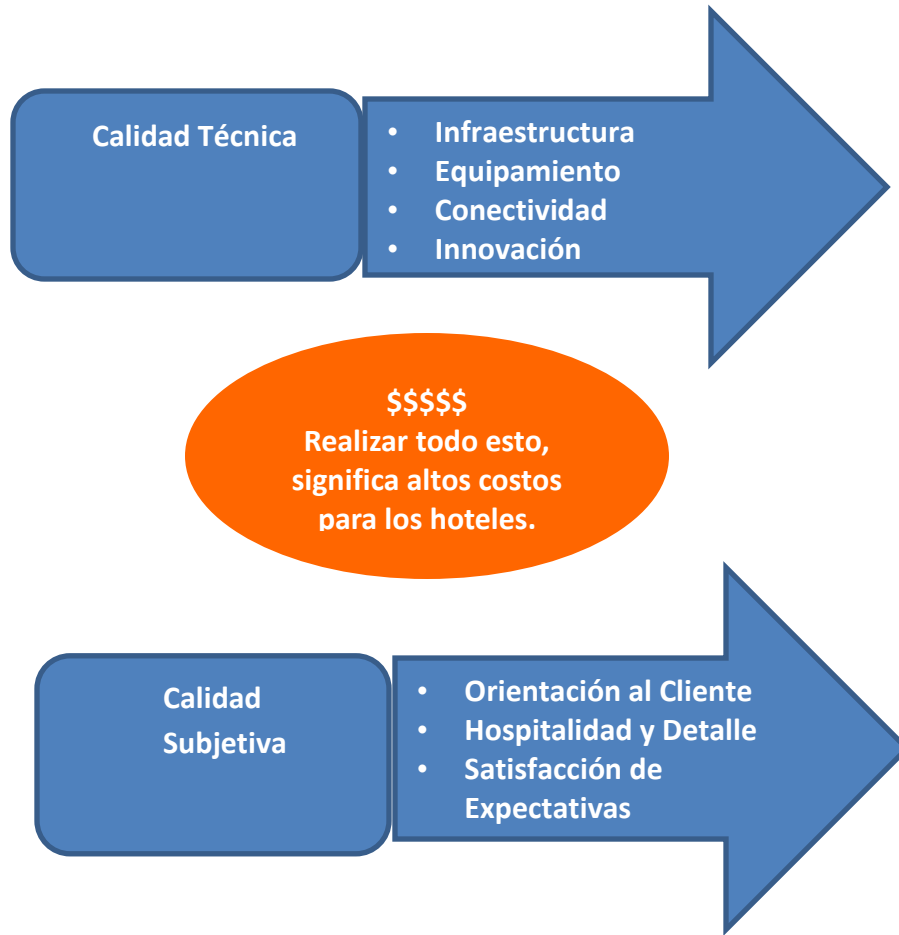 Calidad Técnica
• Infraestructura
• Equipamiento
• Conectividad
• Innovación
$$$$$
Realizar todo esto,
significa altos costos
para los hoteles.
Calidad
Subjetiva
• Orientación al Cliente
• Hospitalidad y Detalle
• Satisfacción de
Expectativas